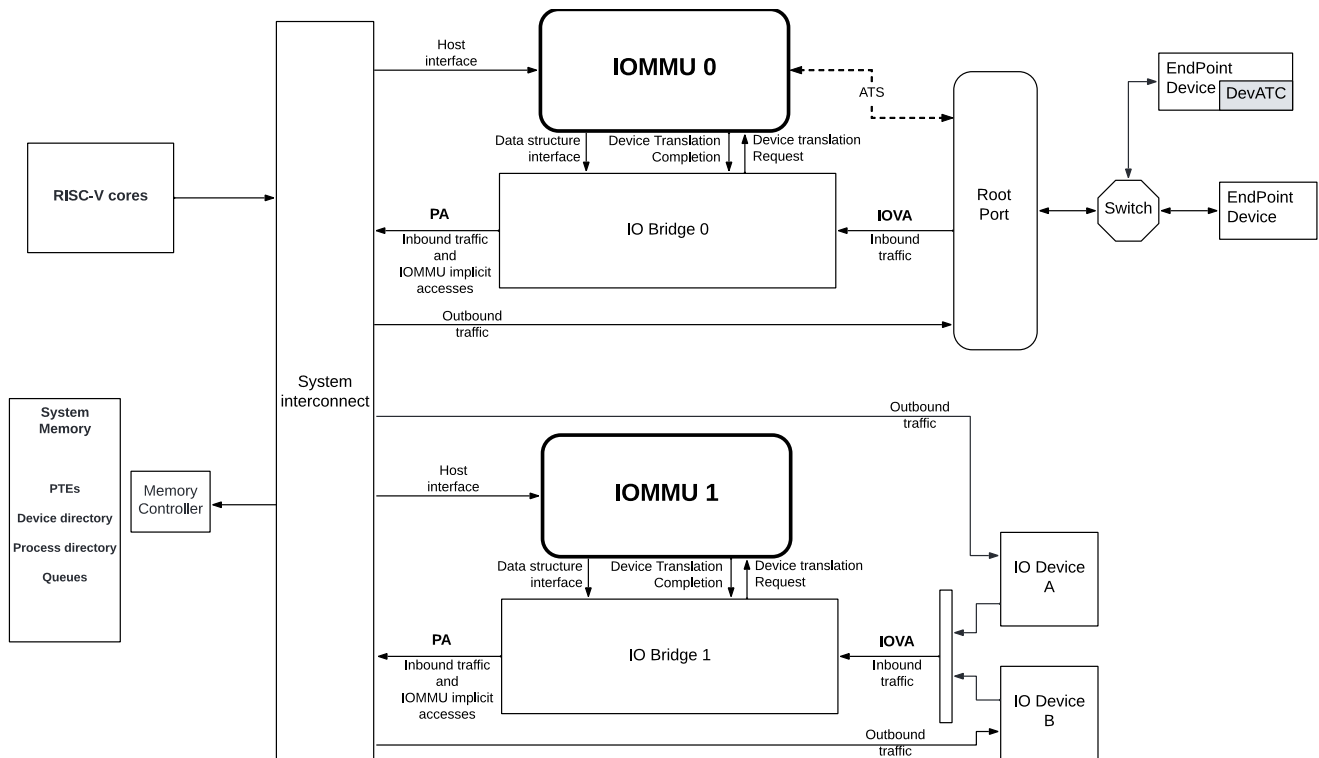 Host
interface
IOMMU 0
ATS
EndPoint
Device
DevATC
Data structure
interface
Device Translation
Completion
Device translation
Request
RISC-V cores
PA
Inbound traffic
and
IOMMU implicit
accesses
IO Bridge 0
IOVA
Inbound
traffic
Root
Port
Switch
EndPoint
Device
Outbound
traffic
System
interconnect
System
Memory
PTEs
Device directory
Process directory
Queues
Memory
Controller
Outbound
traffic
Host
interface
IOMMU 1
Data structure
interface
Device Translation
Completion
Device translation
Request
IO Device
A
PA
Inbound traffic
and
IOMMU implicit
accesses
IO Bridge 1
IOVA
Inbound
traffic
IO Device
B
Outbound
traffic